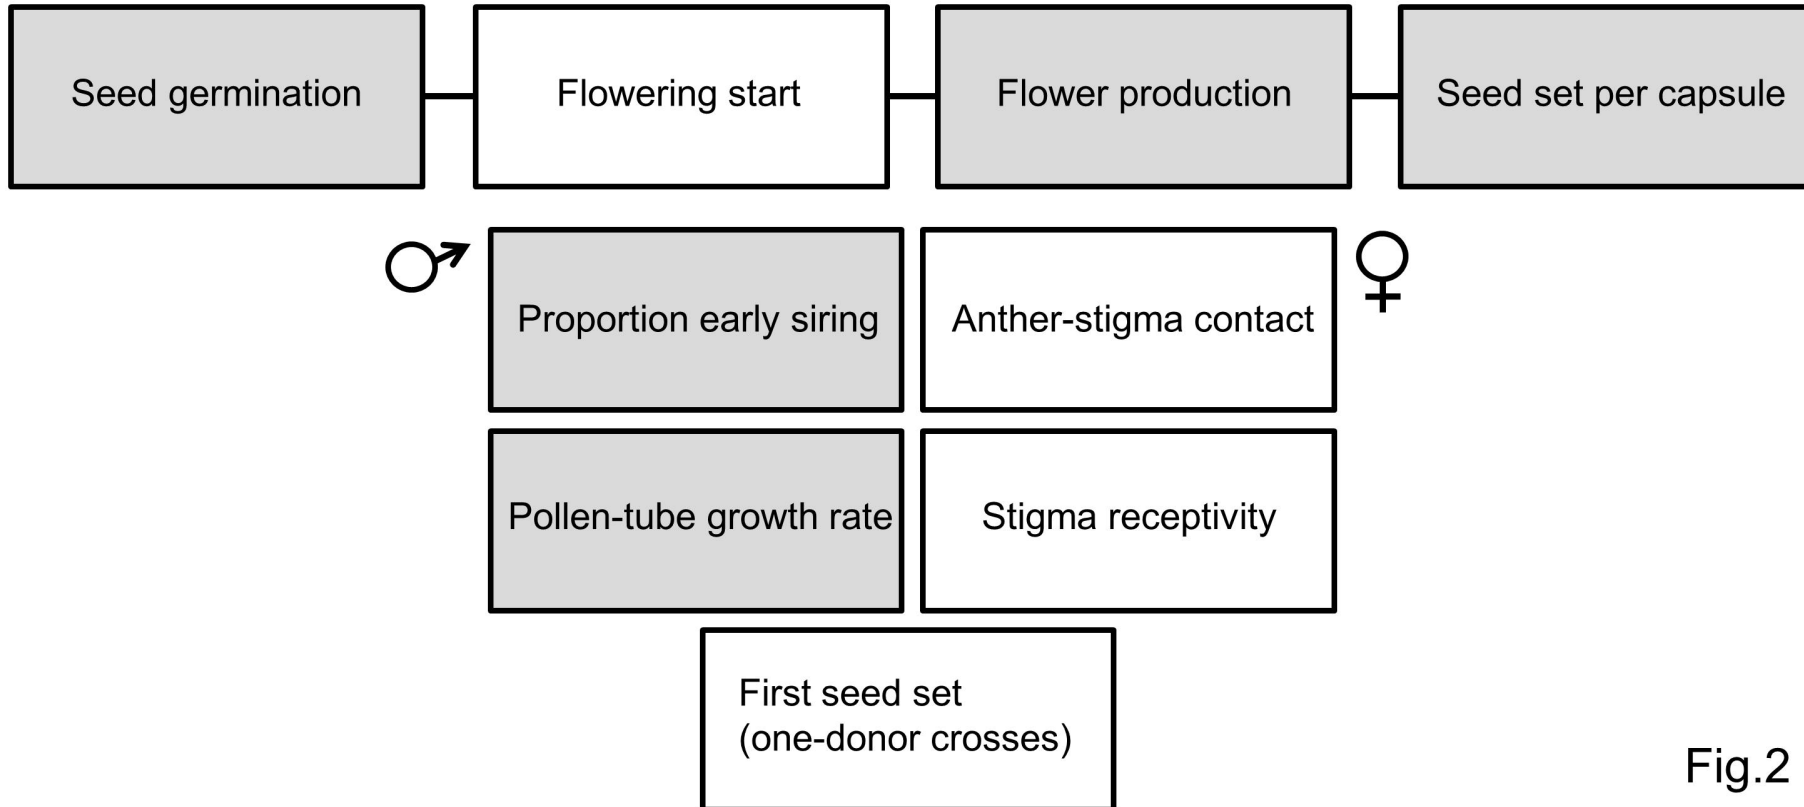 Seed germination
Flowering start
Flower production
Seed set per capsule
♂
♀
Proportion early siring
Anther-stigma contact
Pollen-tube growth rate
Stigma receptivity
First seed set
(one-donor crosses)
Fig.2